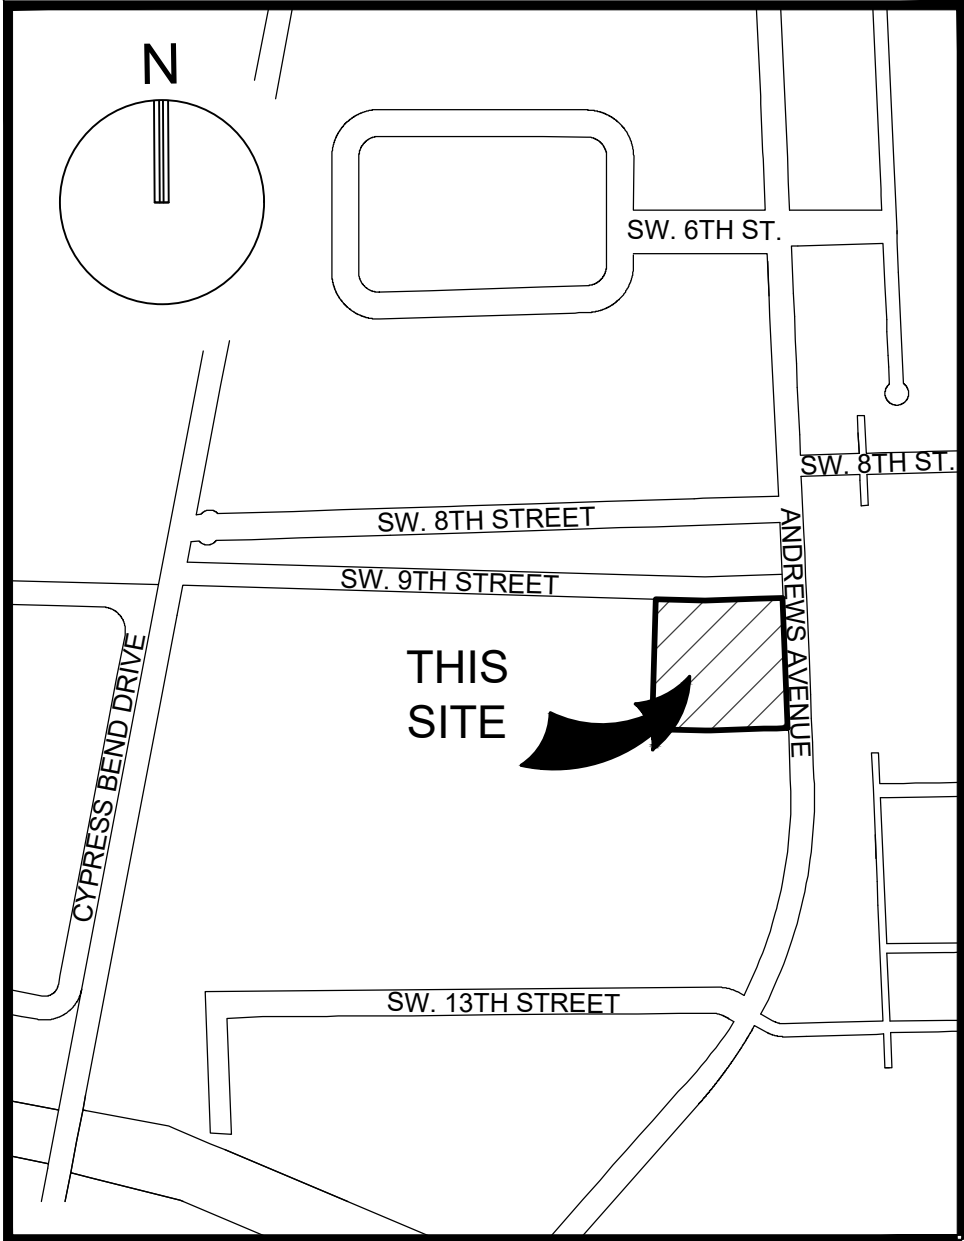 N
SW. 6TH ST.
SW. 8TH ST.
SW. 8TH STREET
ANDREWS AVENUE
SW. 9TH STREET
CYPRESS BEND DRIVE
THIS
SITE
SW. 13TH STREET